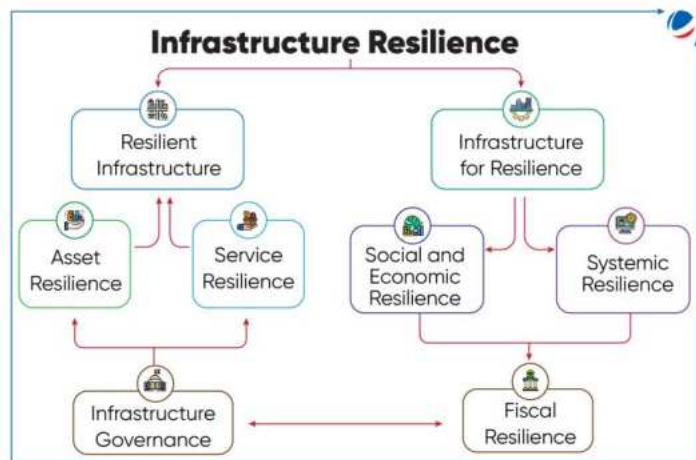 Infrastructure Resilience
Resilient
Infrastructure
Infrastructure
for Resilience
Asset
Resilience
Service
Resilience
Social and
Economic
Resilience
Systemic
Resilience
Infrastructure
Governance
Fiscal
Resilience